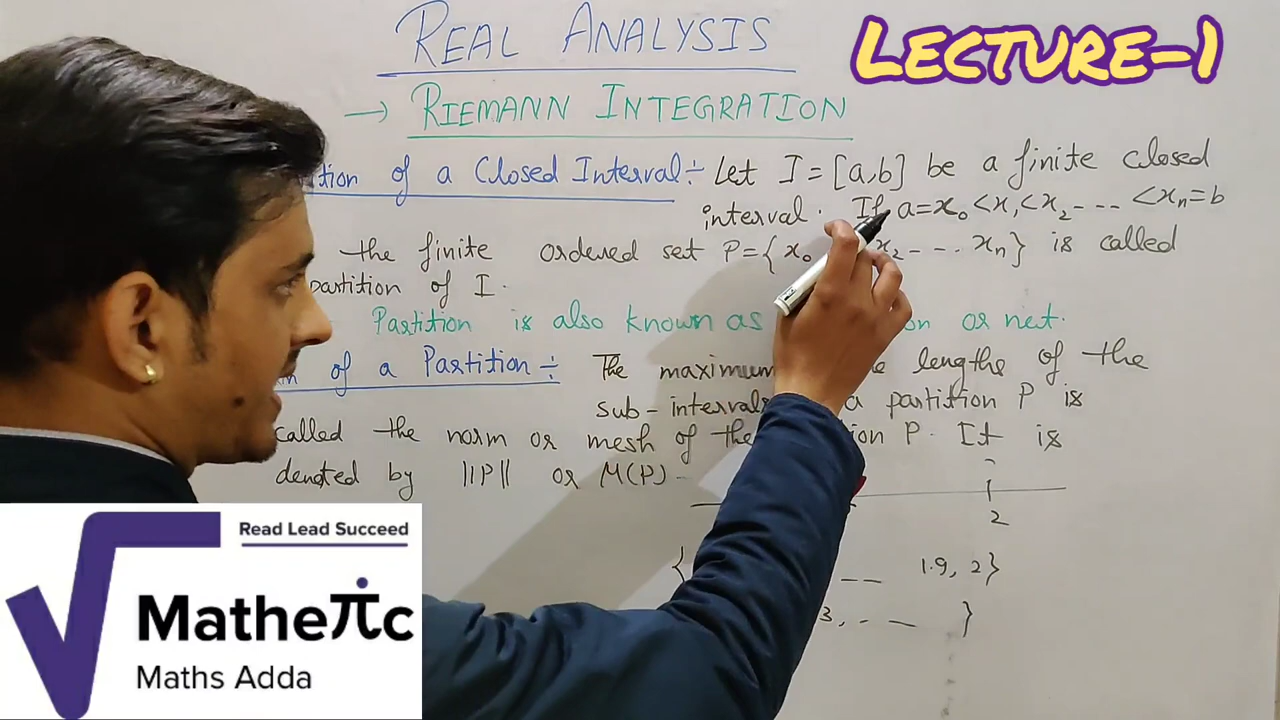 REAL ANALYSIS
LECTURE-1
→ RIEMANN INTEGRATION
tion of a Closed Interval ÷ Let I = [a,b] be a finite closed
interval. If a = x₀ < x₁ < x₂ - - - - < xₙ = b
the finite ordered set P = { x₀ x₂ - - - xₙ } is called
partition of I.
Partition is also known as on or net.
of a Partition ÷ The maximum lengths of the
sub-intervals a partition P is
called the norm or mesh of the ion P. It is
denoted by ||P|| or M(P) -
2
{ - - 1.9, 2}
3, - - - }
Read Lead Succeed
Matheπc
Maths Adda